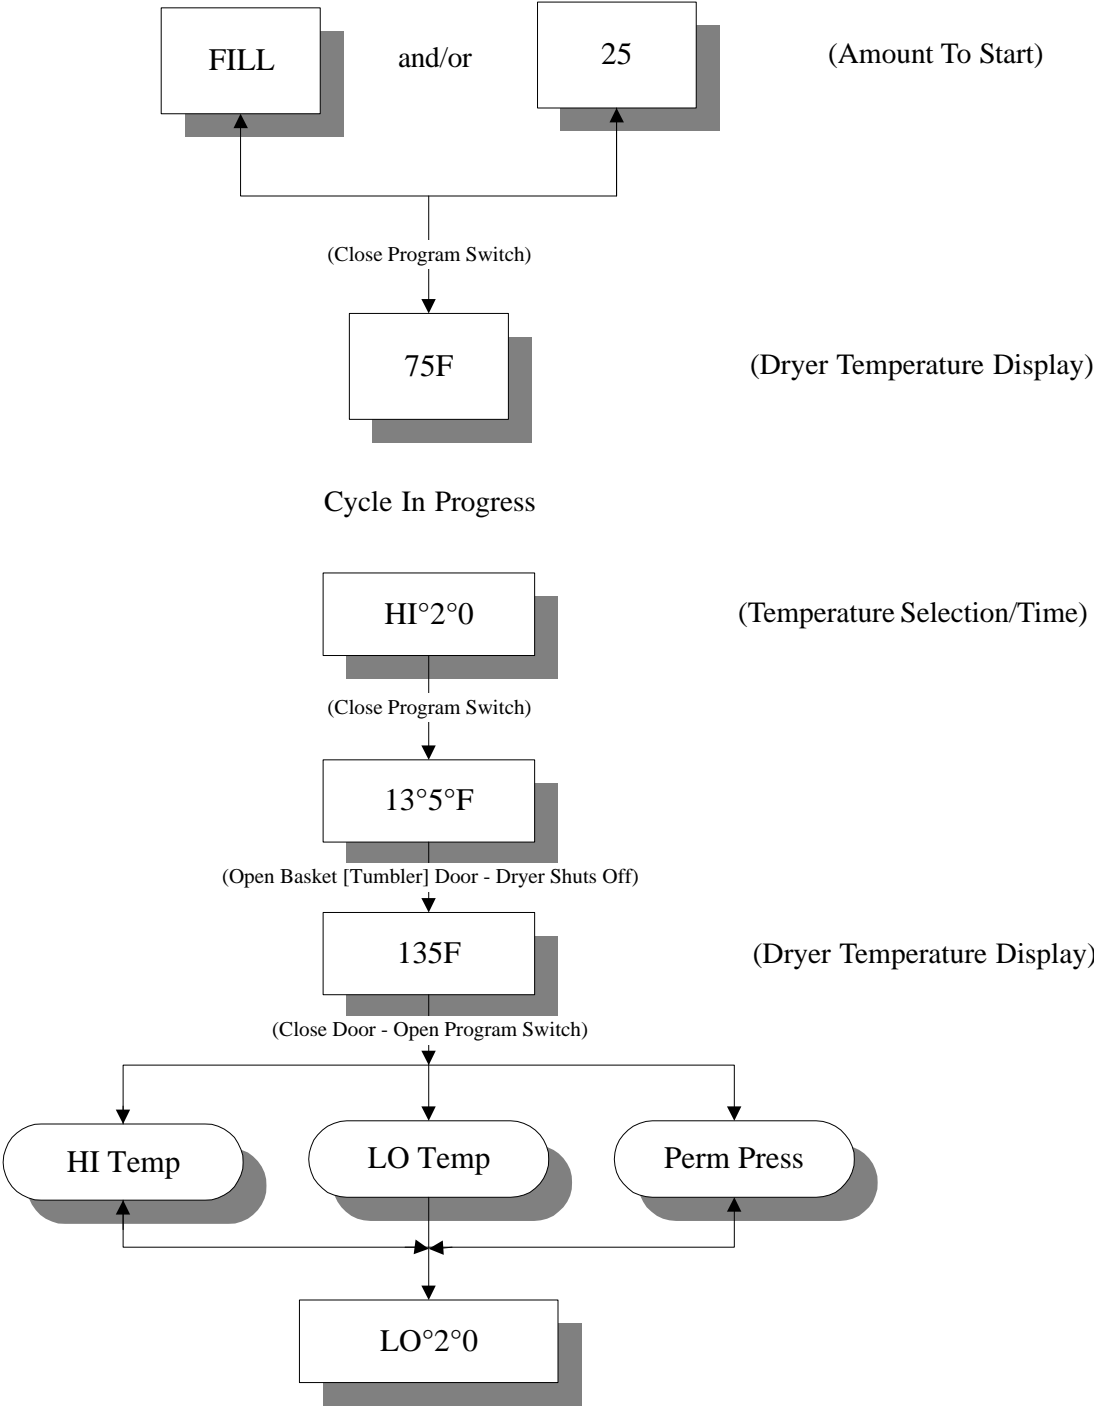 FILL and/or 25 (Amount To Start)
(Close Program Switch)
75F (Dryer Temperature Display)
Cycle In Progress
HI°2°0 (Temperature Selection/Time)
(Close Program Switch)
13°5°F
(Open Basket [Tumbler] Door - Dryer Shuts Off)
135F (Dryer Temperature Display)
(Close Door - Open Program Switch)
HI Temp LO Temp Perm Press
LO°2°0